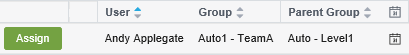 User Group Parent Group
Assign Andy Applegate Auto1 - TeamA Auto - Level1